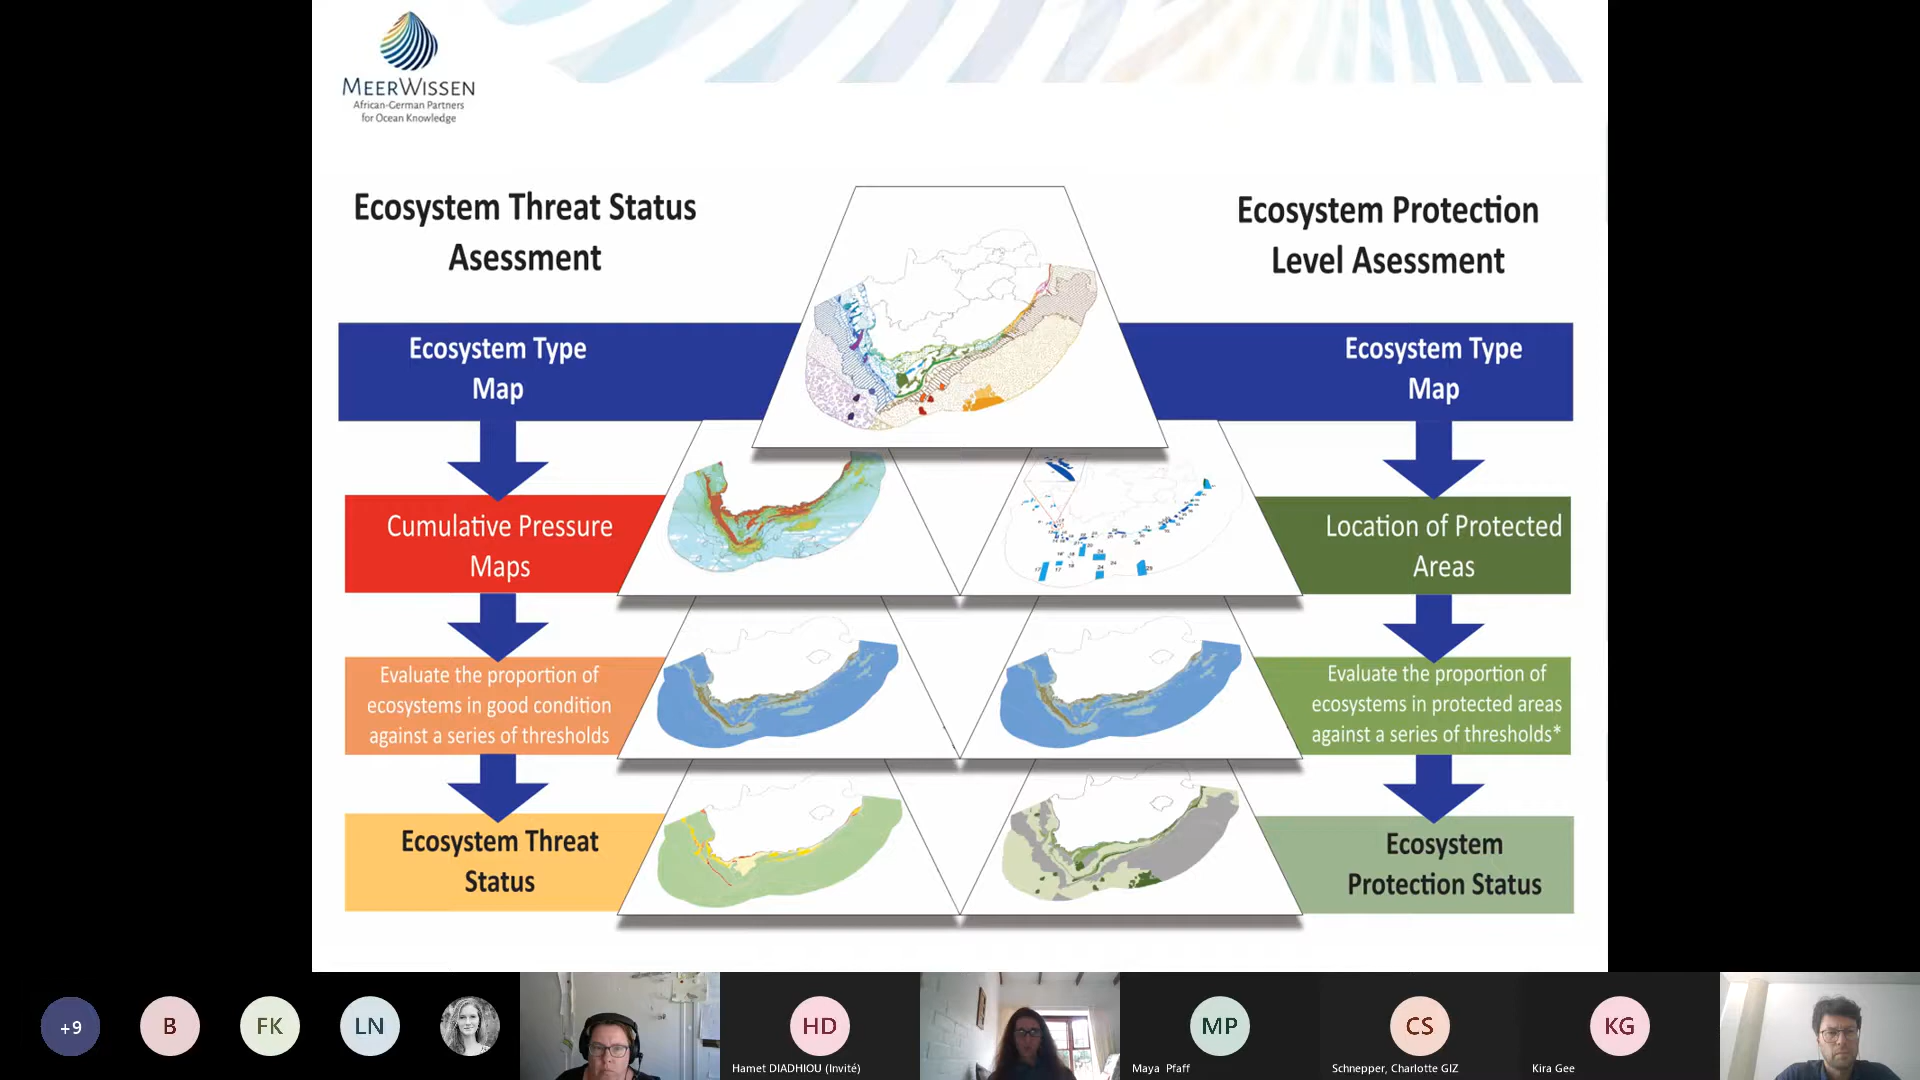 MEERWISSEN
African-German Partners
for Ocean Knowledge
Ecosystem Threat Status
Asessment
Ecosystem Protection
Level Asessment
Ecosystem Type
Map
Ecosystem Type
Map
Cumulative Pressure
Maps
Location of Protected
Areas
Evaluate the proportion of
ecosystems in good condition
against a series of thresholds
Evaluate the proportion of
ecosystems in protected areas
against a series of thresholds*
Ecosystem Threat
Status
Ecosystem
Protection Status
+9
B
FK
LN
HD
Hamet DIADHIOU (Invité)
MP
Maya Pfaff
CS
Schnepper, Charlotte GIZ
KG
Kira Gee